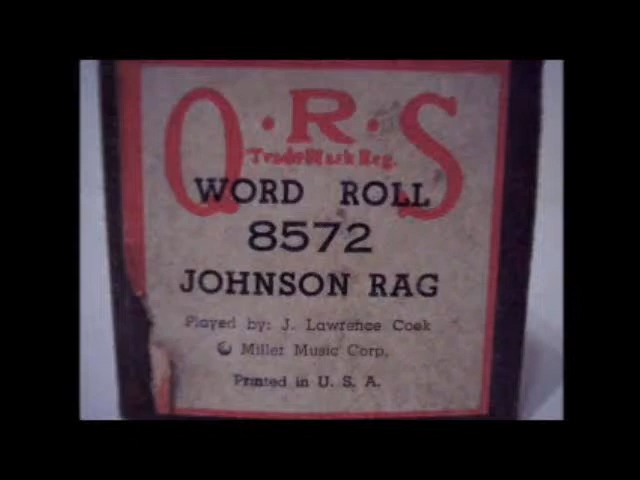 Q·R·S
Trade Mark Reg.
WORD ROLL
8572
JOHNSON RAG
Played by: J. Lawrence Cook
© Miller Music Corp.
Printed in U. S. A.